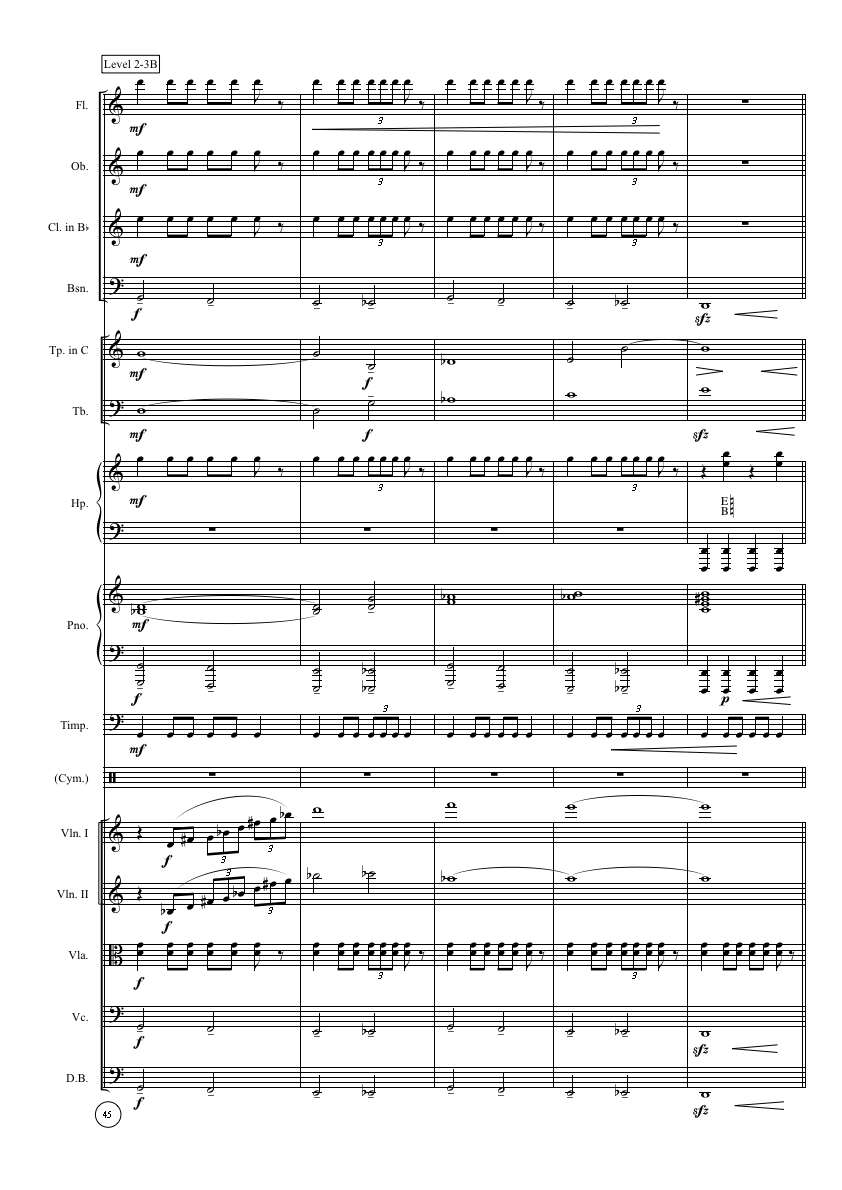 Level 2-3B
Fl.
mf
3
3
Ob.
mf
3
3
Cl. in B♭
mf
3
3
Bsn.
f
sfz
Tp. in C
mf
f
Tb.
mf
f
sfz
Hp.
mf
3
3
E♮
B♮
Pno.
mf
f
p
Timp.
mf
3
3
(Cym.)
Vln. I
f
3
3
Vln. II
f
3
3
Vla.
f
3
3
Vc.
f
sfz
D.B.
f
sfz
45